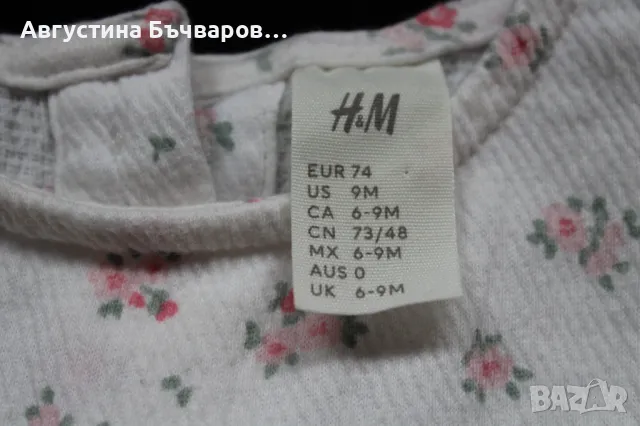 Августина Бъчваров...
H&M
EUR 74
US 9M
CA 6-9M
CN 73/48
MX 6-9M
AUS 0
UK 6-9M
BAZAR